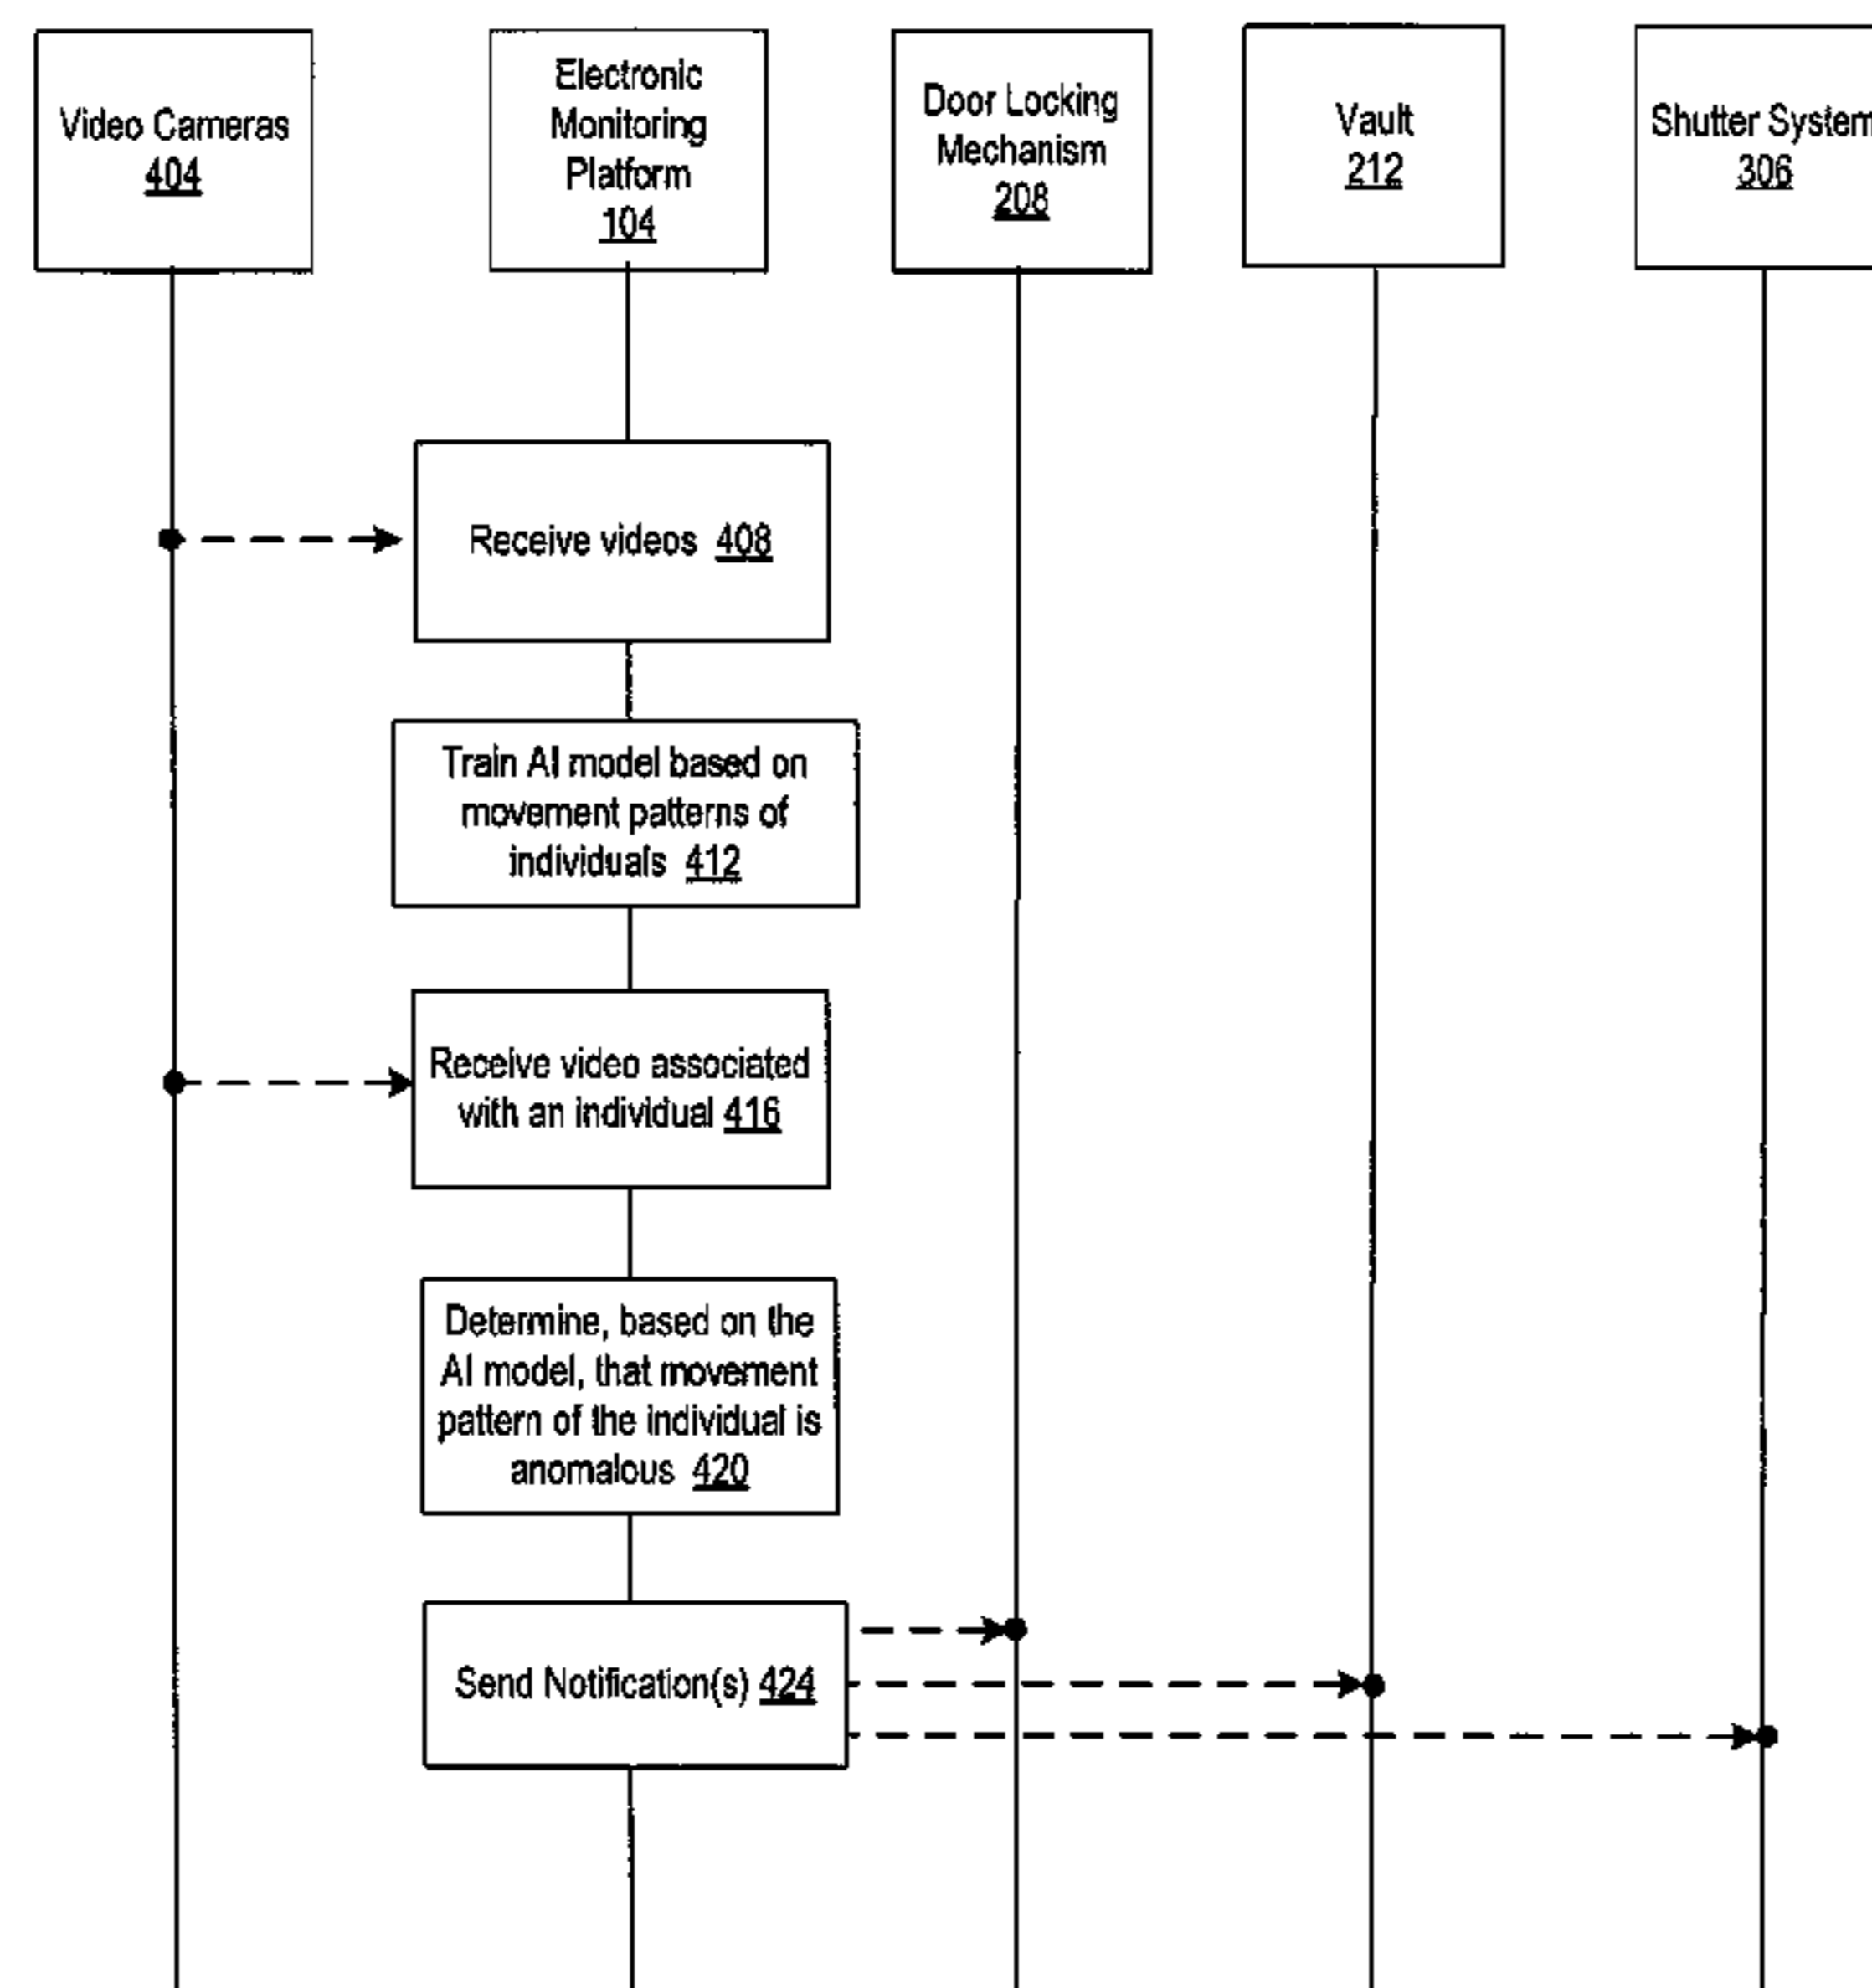 Video Cameras
404
Electronic
Monitoring
Platform
104
Door Locking
Mechanism
208
Vault
212
Shutter System
306
Receive videos 408
Train AI model based on
movement patterns of
individuals 412
Receive video associated
with an individual 416
Determine, based on the
AI model, that movement
pattern of the individual is
anomalous 420
Send Notification(s) 424